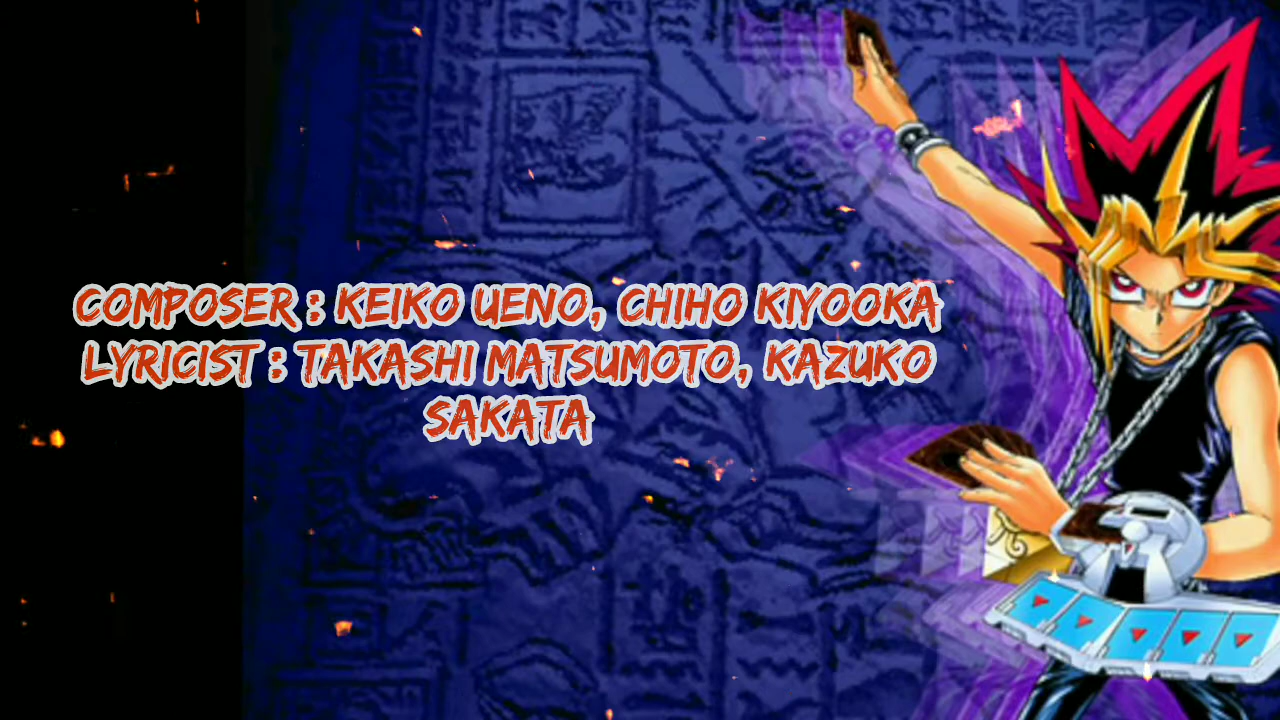 COMPOSER : KEIKO UENO, CHIHO KIYOOKA
LYRICIST : TAKASHI MATSUMOTO, KAZUKO
SAKATA